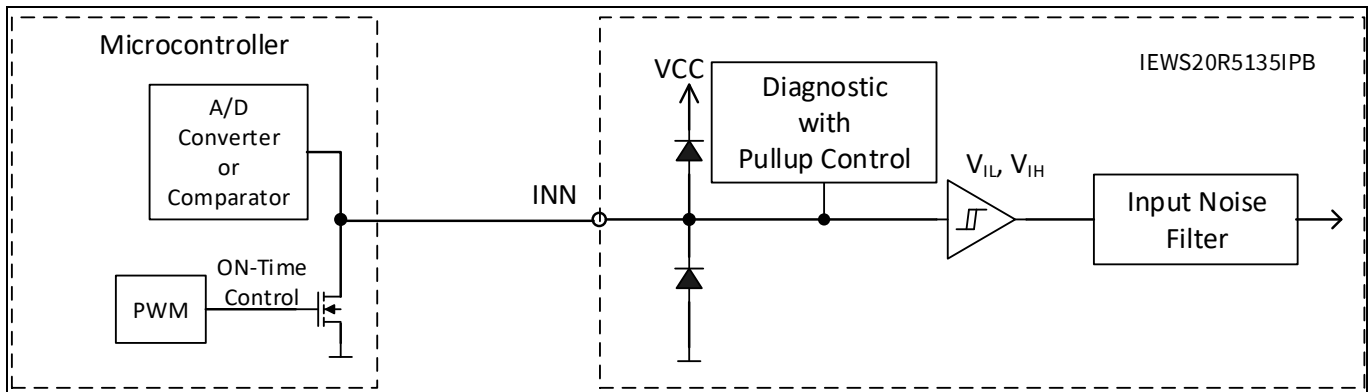 Microcontroller
A/D
Converter
or
Comparator
PWM
ON-Time
Control
INN
IEWS20R5135IPB
VCC
Diagnostic
with
Pullup Control
VIL, VIH
Input Noise
Filter